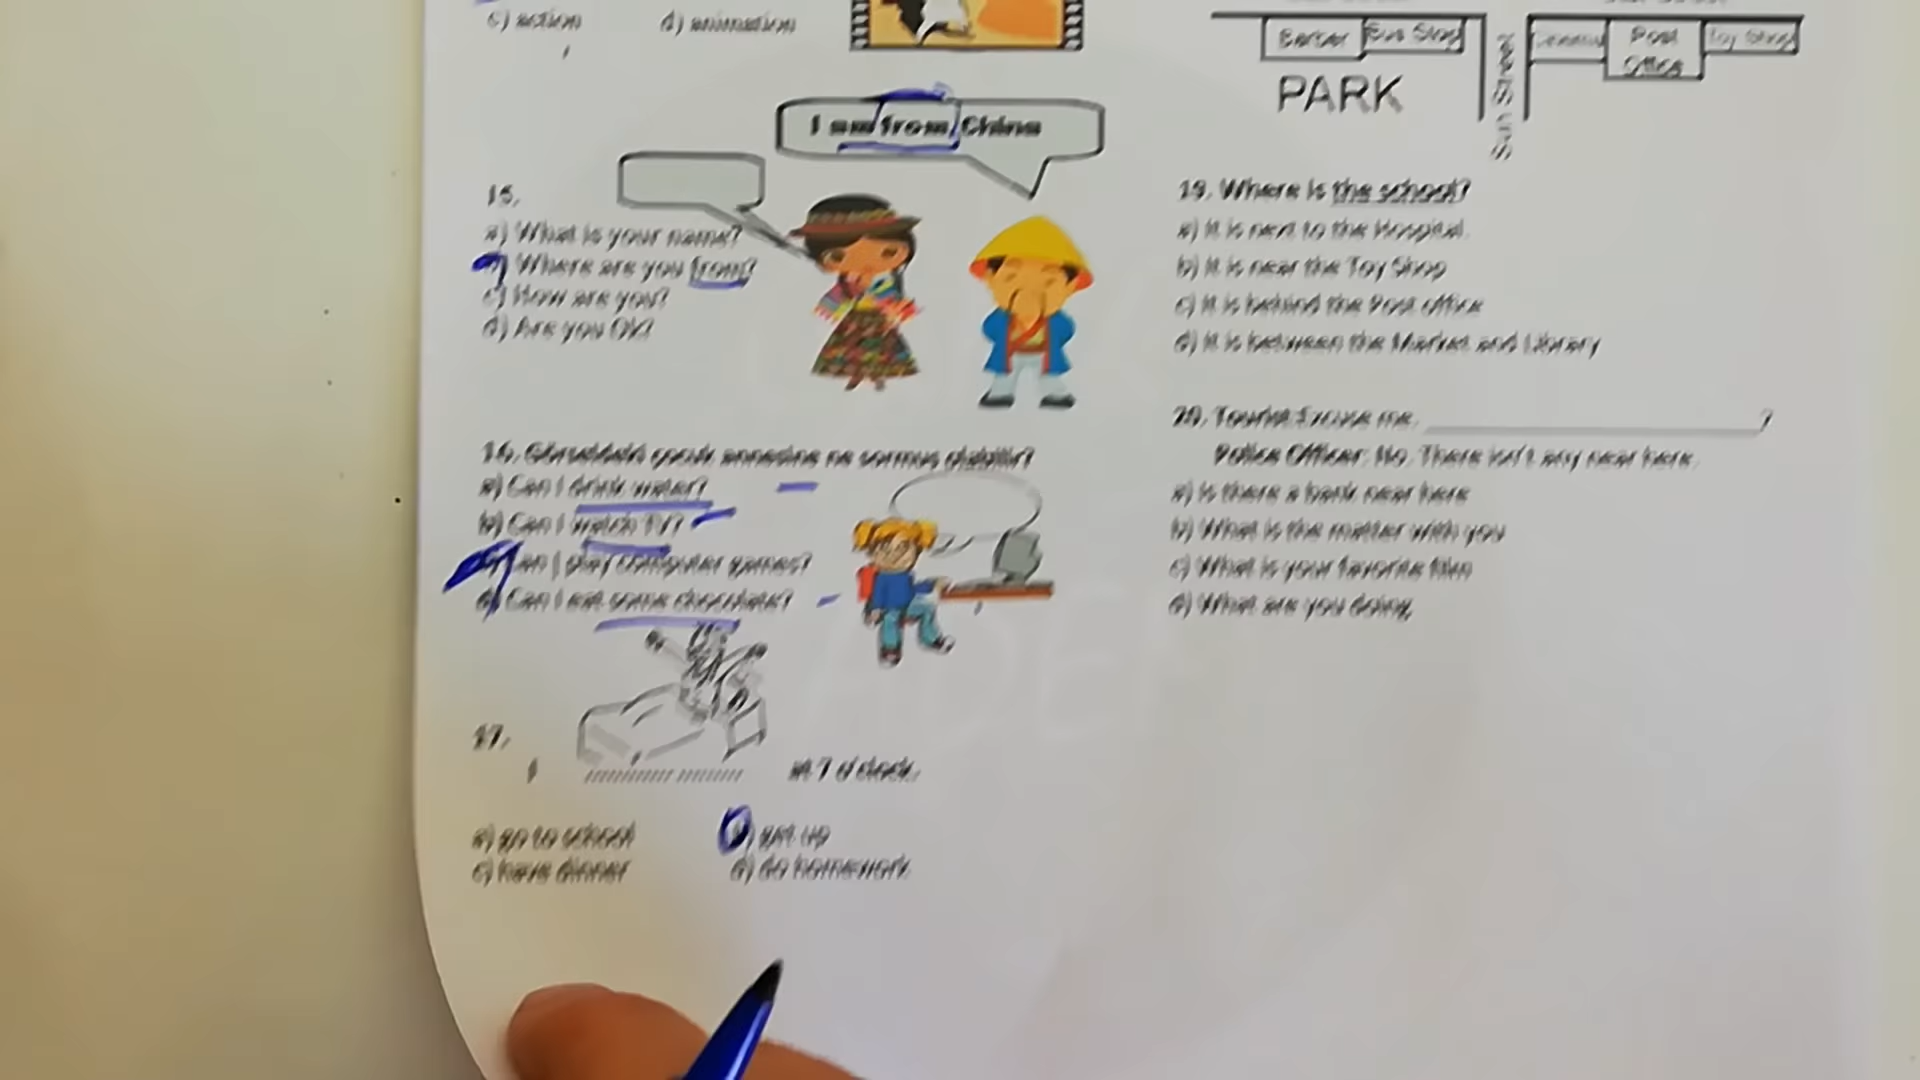 c) action
d) animation
I am from China
15.
a) What is your name?
Where are you from?
c) How are you?
d) Are you OK?
16.
a) Can I drink water?
b) Can I watch TV?
Can I play computer games?
d) Can I eat some chocolate?
17.
I ........... ........ at 7 o'clock.
a) go to school
b) get up
c) have dinner
d) do homework
Barber
Bus Stop
Post Office
Toy Shop
PARK
Sun Street
19. Where is the school?
a) It is next to the Hospital.
b) It is near the Toy Shop
c) It is behind the Post office
d) It is between the Market and Library
20. Tourist: Excuse me, ____________________?
Police Officer: No. There isn't any near here.
a) Is there a bank near here
b) What is the matter with you
c) What is your favorite film
d) What are you doing